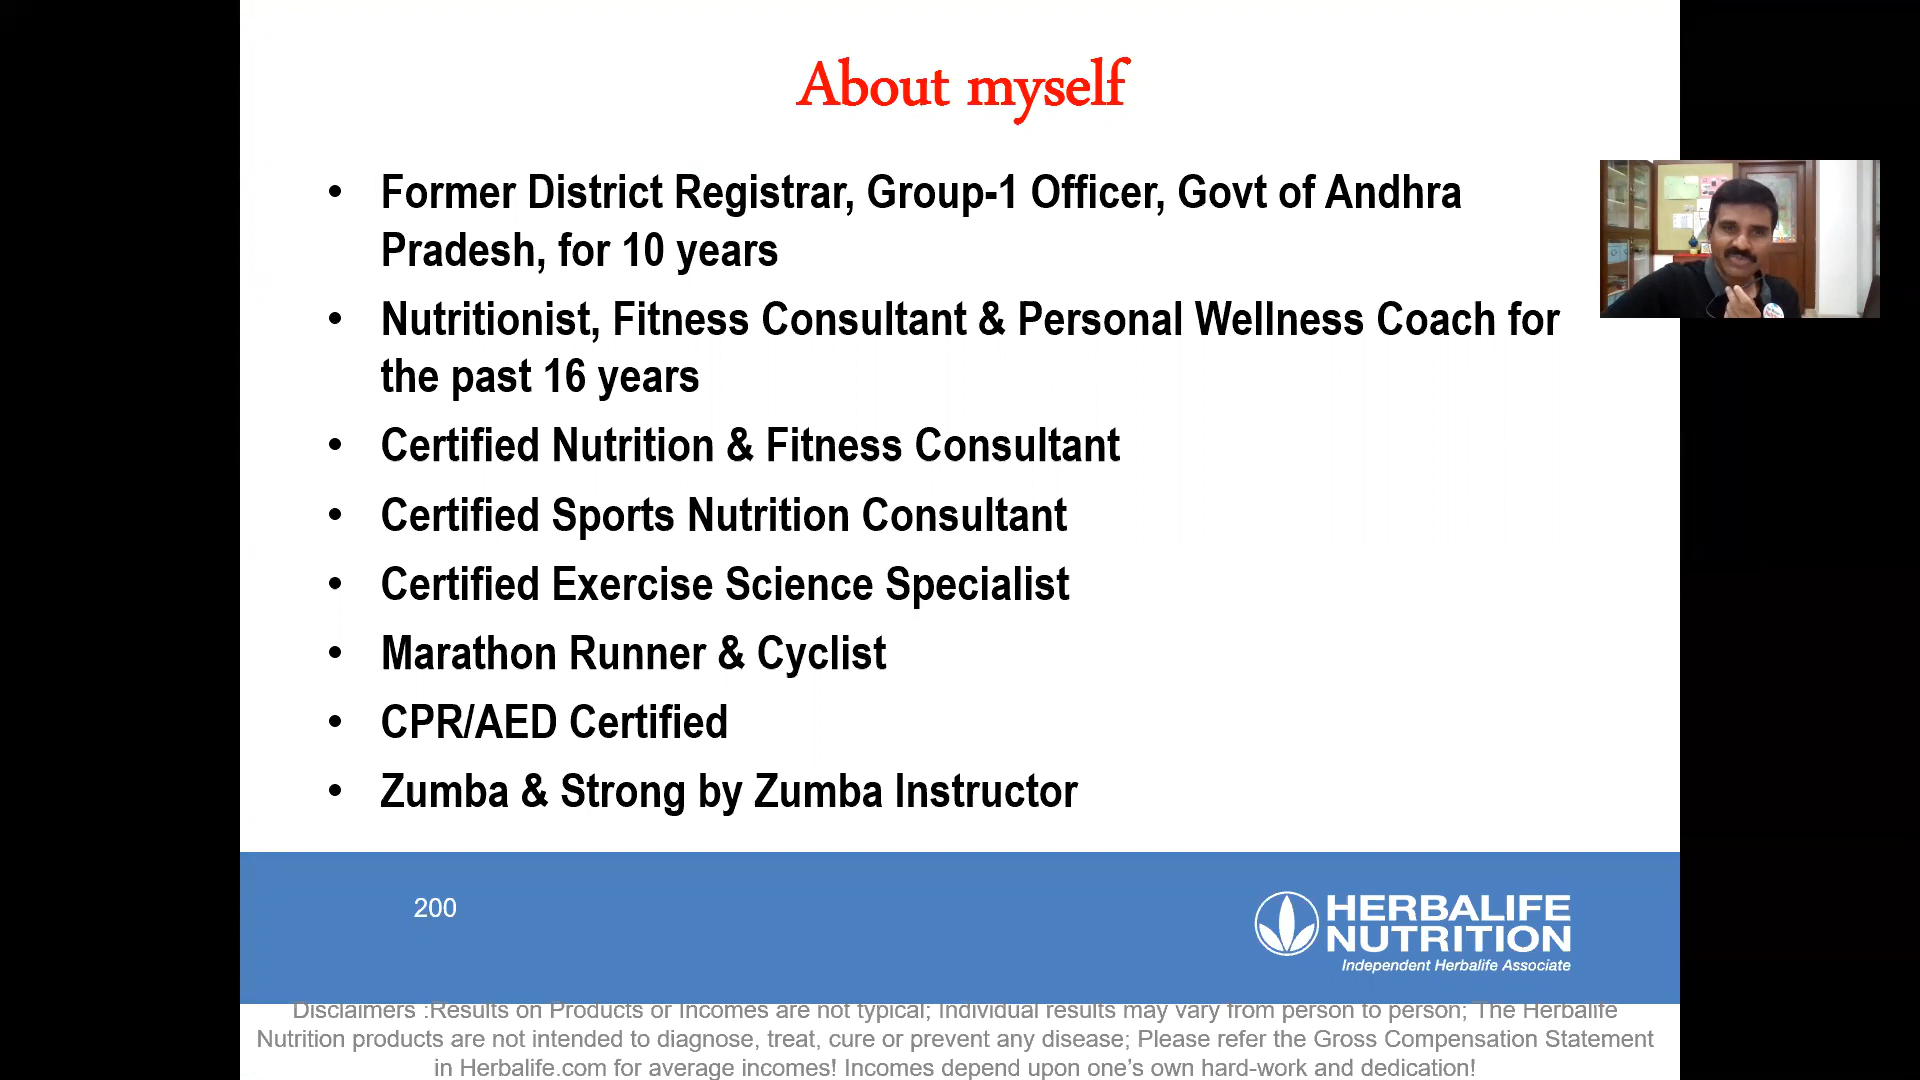 About myself
• Former District Registrar, Group-1 Officer, Govt of Andhra
Pradesh, for 10 years
• Nutritionist, Fitness Consultant & Personal Wellness Coach for
the past 16 years
• Certified Nutrition & Fitness Consultant
• Certified Sports Nutrition Consultant
• Certified Exercise Science Specialist
• Marathon Runner & Cyclist
• CPR/AED Certified
• Zumba & Strong by Zumba Instructor
200
HERBALIFE
NUTRITION
Independent Herbalife Associate
Disclaimers :Results on Products or Incomes are not typical; Individual results may vary from person to person; The Herbalife
Nutrition products are not intended to diagnose, treat, cure or prevent any disease; Please refer the Gross Compensation Statement
in Herbalife.com for average incomes! Incomes depend upon one’s own hard-work and dedication!